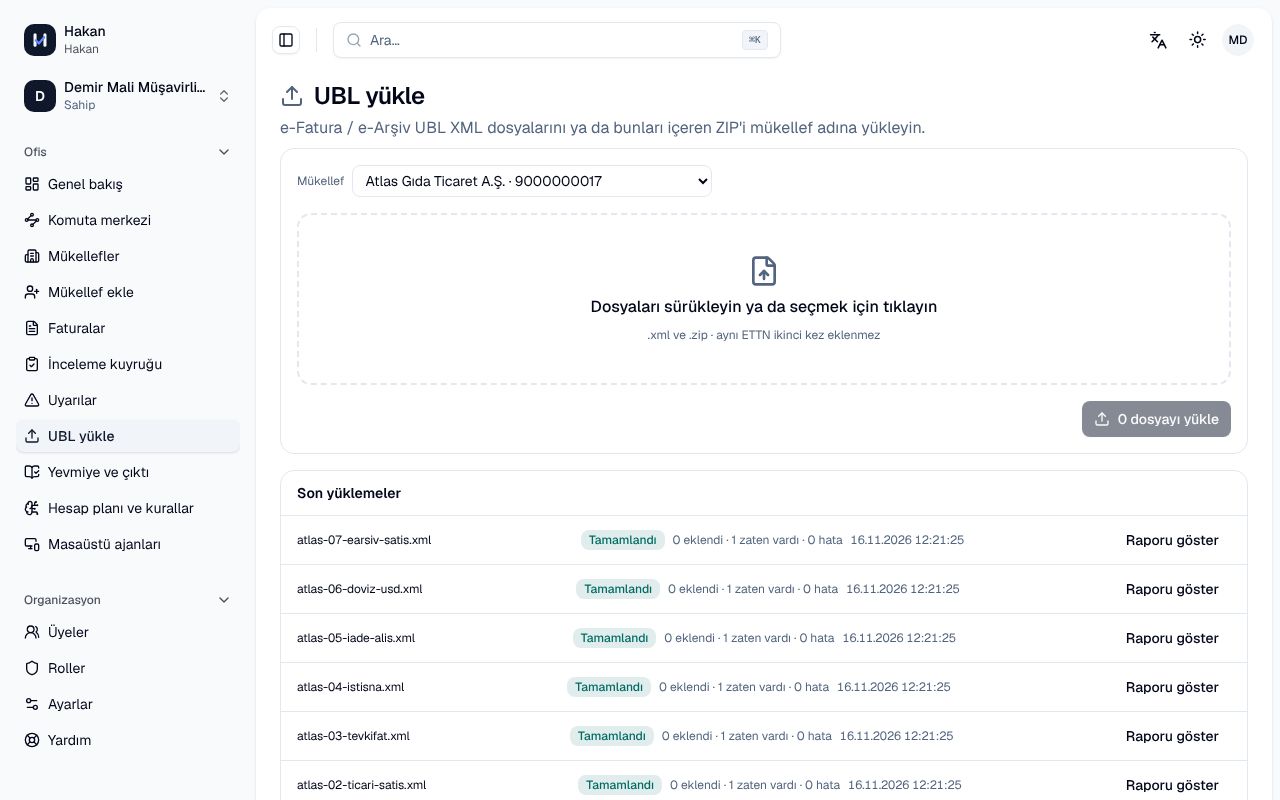 Hakan
Hakan
Ara...
⌘K
MD
D
Demir Mali Müşavirli...
Sahip
Ofis
Genel bakış
Komuta merkezi
Mükellefler
Mükellef ekle
Faturalar
İnceleme kuyruğu
Uyarılar
UBL yükle
Yevmiye ve çıktı
Hesap planı ve kurallar
Masaüstü ajanları
Organizasyon
Üyeler
Roller
Ayarlar
Yardım
UBL yükle
e-Fatura / e-Arşiv UBL XML dosyalarını ya da bunları içeren ZIP'i mükellef adına yükleyin.
Mükellef
Atlas Gıda Ticaret A.Ş. · 9000000017
Dosyaları sürükleyin ya da seçmek için tıklayın
.xml ve .zip · aynı ETTN ikinci kez eklenmez
0 dosyayı yükle
Son yüklemeler
atlas-07-earsiv-satis.xml Tamamlandı 0 eklendi · 1 zaten vardı · 0 hata 16.11.2026 12:21:25 Raporu göster
atlas-06-doviz-usd.xml Tamamlandı 0 eklendi · 1 zaten vardı · 0 hata 16.11.2026 12:21:25 Raporu göster
atlas-05-iade-alis.xml Tamamlandı 0 eklendi · 1 zaten vardı · 0 hata 16.11.2026 12:21:25 Raporu göster
atlas-04-istisna.xml Tamamlandı 0 eklendi · 1 zaten vardı · 0 hata 16.11.2026 12:21:25 Raporu göster
atlas-03-tevkifat.xml Tamamlandı 0 eklendi · 1 zaten vardı · 0 hata 16.11.2026 12:21:25 Raporu göster
atlas-02-ticari-satis.xml Tamamlandı 0 eklendi · 1 zaten vardı · 0 hata 16.11.2026 12:21:25 Raporu göster